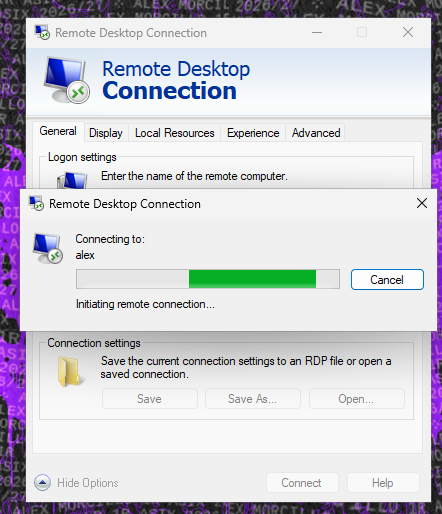 Remote Desktop Connection
Remote Desktop
Connection
General Display Local Resources Experience Advanced
Logon settings
Enter the name of the remote computer.
Remote Desktop Connection
Connecting to:
alex
Cancel
Initiating remote connection...
Connection settings
Save the current connection settings to an RDP file or open a
saved connection.
Save Save As... Open...
Hide Options Connect Help